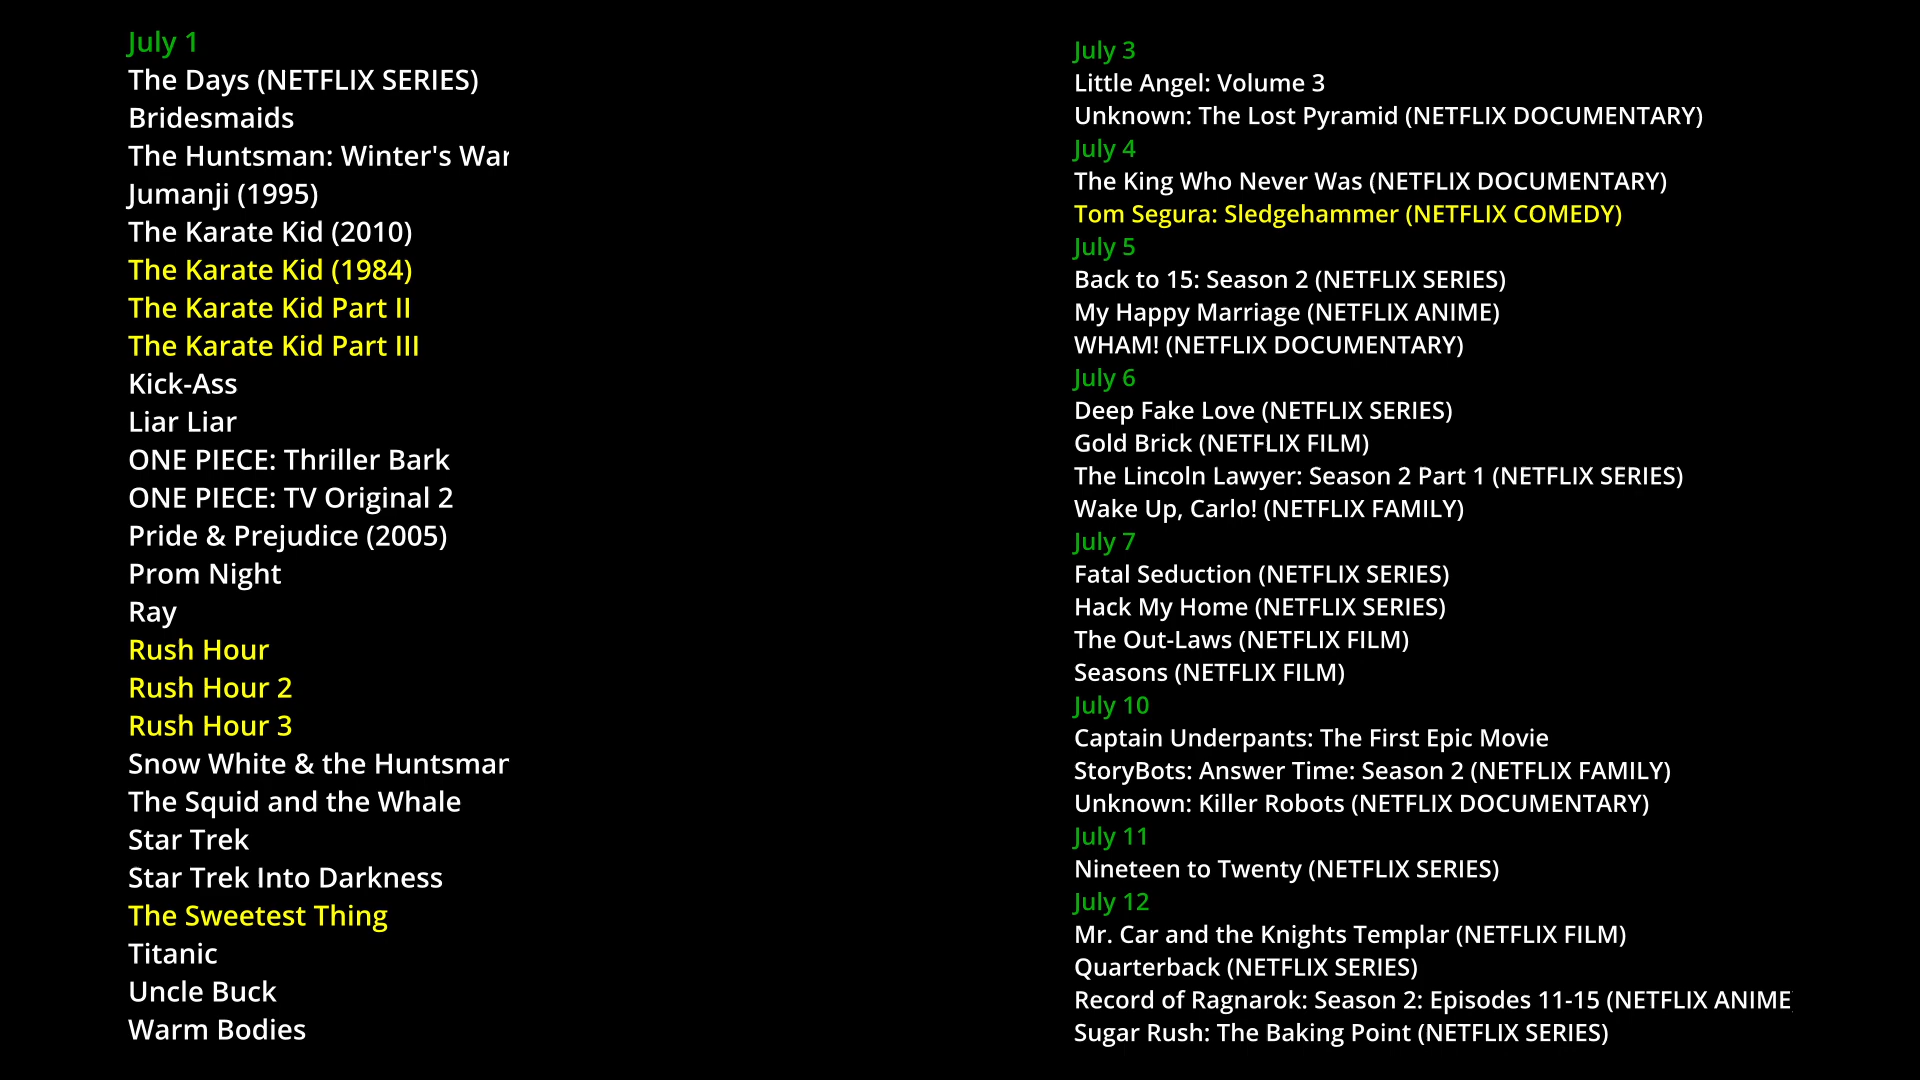 July 1
The Days (NETFLIX SERIES)
Bridesmaids
The Huntsman: Winter's War
Jumanji (1995)
The Karate Kid (2010)
The Karate Kid (1984)
The Karate Kid Part II
The Karate Kid Part III
Kick-Ass
Liar Liar
ONE PIECE: Thriller Bark
ONE PIECE: TV Original 2
Pride & Prejudice (2005)
Prom Night
Ray
Rush Hour
Rush Hour 2
Rush Hour 3
Snow White & the Huntsman
The Squid and the Whale
Star Trek
Star Trek Into Darkness
The Sweetest Thing
Titanic
Uncle Buck
Warm Bodies
July 3
Little Angel: Volume 3
Unknown: The Lost Pyramid (NETFLIX DOCUMENTARY)
July 4
The King Who Never Was (NETFLIX DOCUMENTARY)
Tom Segura: Sledgehammer (NETFLIX COMEDY)
July 5
Back to 15: Season 2 (NETFLIX SERIES)
My Happy Marriage (NETFLIX ANIME)
WHAM! (NETFLIX DOCUMENTARY)
July 6
Deep Fake Love (NETFLIX SERIES)
Gold Brick (NETFLIX FILM)
The Lincoln Lawyer: Season 2 Part 1 (NETFLIX SERIES)
Wake Up, Carlo! (NETFLIX FAMILY)
July 7
Fatal Seduction (NETFLIX SERIES)
Hack My Home (NETFLIX SERIES)
The Out-Laws (NETFLIX FILM)
Seasons (NETFLIX FILM)
July 10
Captain Underpants: The First Epic Movie
StoryBots: Answer Time: Season 2 (NETFLIX FAMILY)
Unknown: Killer Robots (NETFLIX DOCUMENTARY)
July 11
Nineteen to Twenty (NETFLIX SERIES)
July 12
Mr. Car and the Knights Templar (NETFLIX FILM)
Quarterback (NETFLIX SERIES)
Record of Ragnarok: Season 2: Episodes 11-15 (NETFLIX ANIME
Sugar Rush: The Baking Point (NETFLIX SERIES)